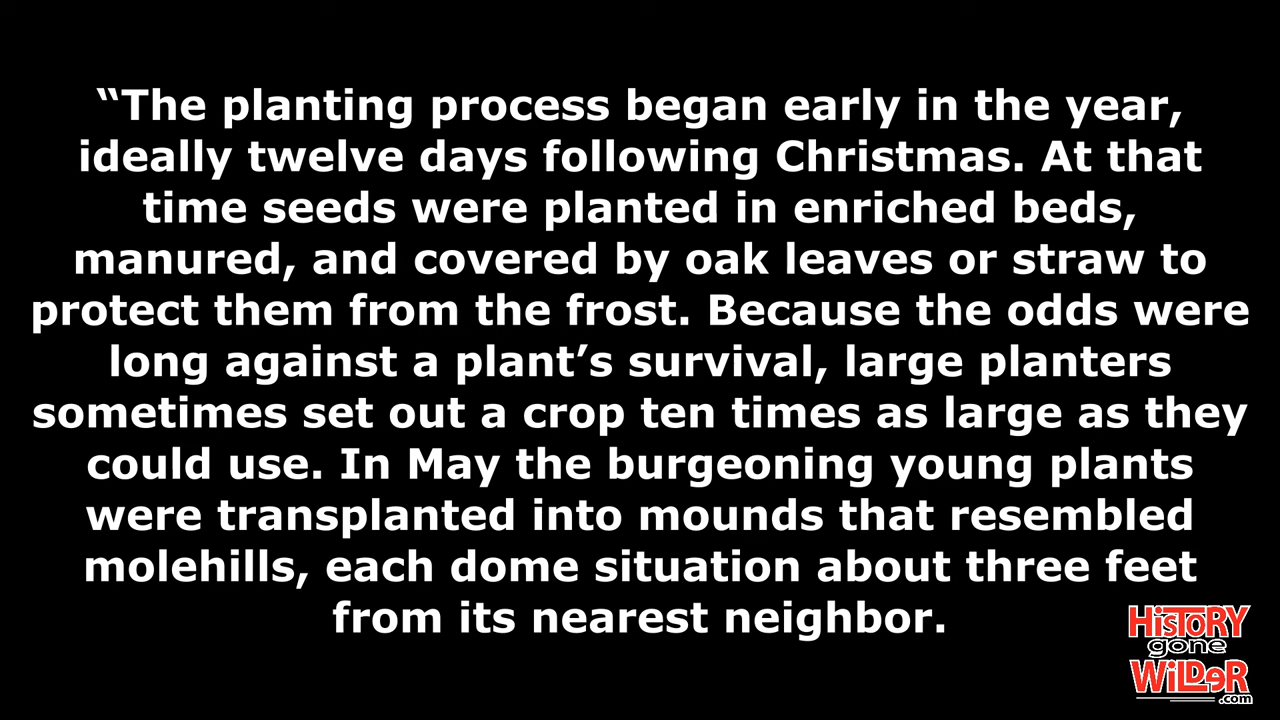 “The planting process began early in the year,
ideally twelve days following Christmas. At that
time seeds were planted in enriched beds,
manured, and covered by oak leaves or straw to
protect them from the frost. Because the odds were
long against a plant’s survival, large planters
sometimes set out a crop ten times as large as they
could use. In May the burgeoning young plants
were transplanted into mounds that resembled
molehills, each dome situation about three feet
from its nearest neighbor.
HiSTORY
gone
WiLDeR
.com